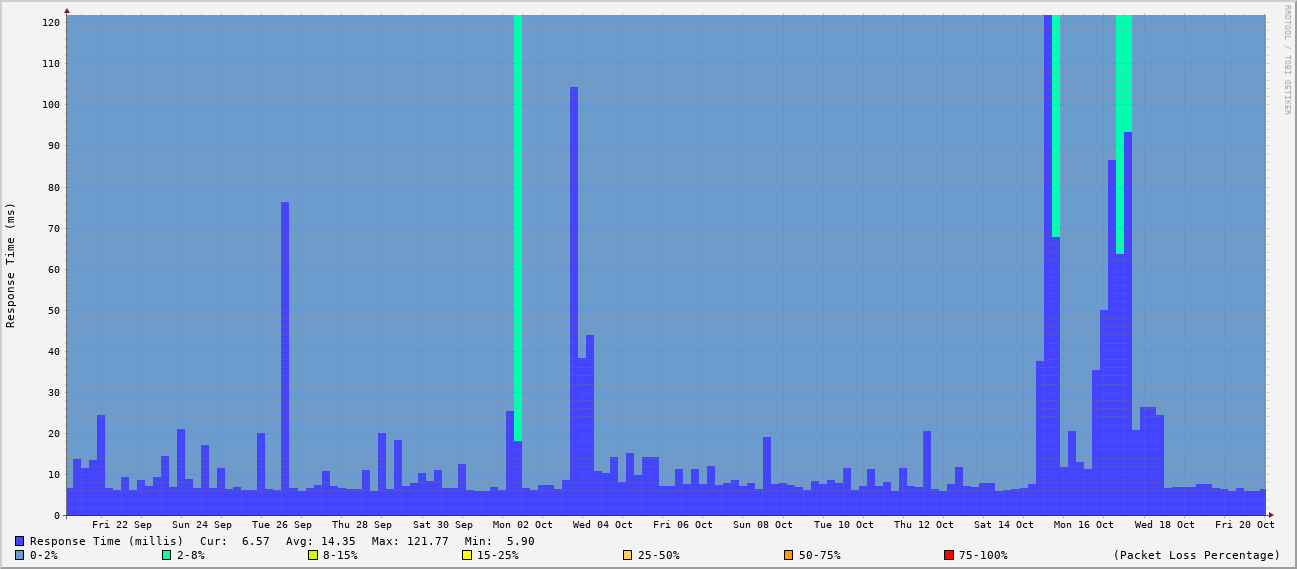 RRDTOOL / TOBI OETIKER
Response Time (ms)
120
110
100
90
80
70
60
50
40
30
20
10
0
Fri 22 Sep Sun 24 Sep Tue 26 Sep Thu 28 Sep Sat 30 Sep Mon 02 Oct Wed 04 Oct Fri 06 Oct Sun 08 Oct Tue 10 Oct Thu 12 Oct Sat 14 Oct Mon 16 Oct Wed 18 Oct Fri 20 Oct
Response Time (millis) Cur: 6.57 Avg: 14.35 Max: 121.77 Min: 5.90
0-2% 2-8% 8-15% 15-25% 25-50% 50-75% 75-100% (Packet Loss Percentage)